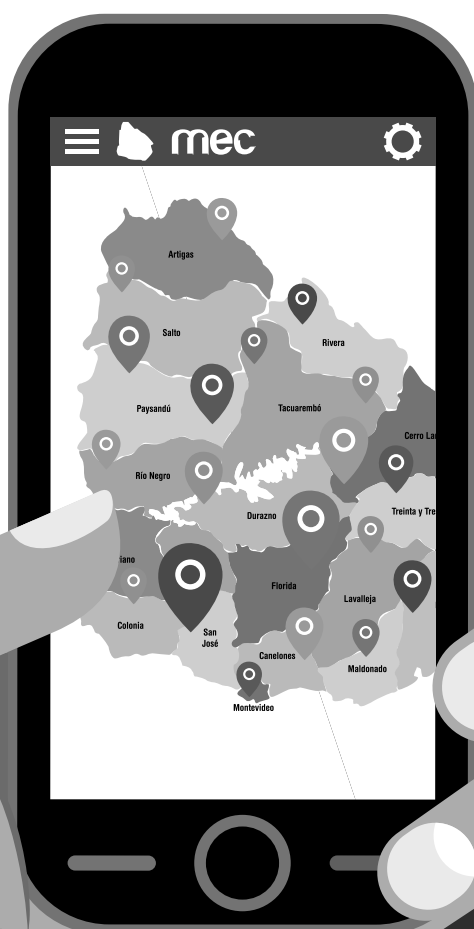 mec
Artigas
Salto
Rivera
Paysandú
Tacuarembó
Cerro La
Río Negro
Durazno
Treinta y Tre
iano
Florida
Lavalleja
Colonia
San
José
Canelones
Maldonado
Montevideo